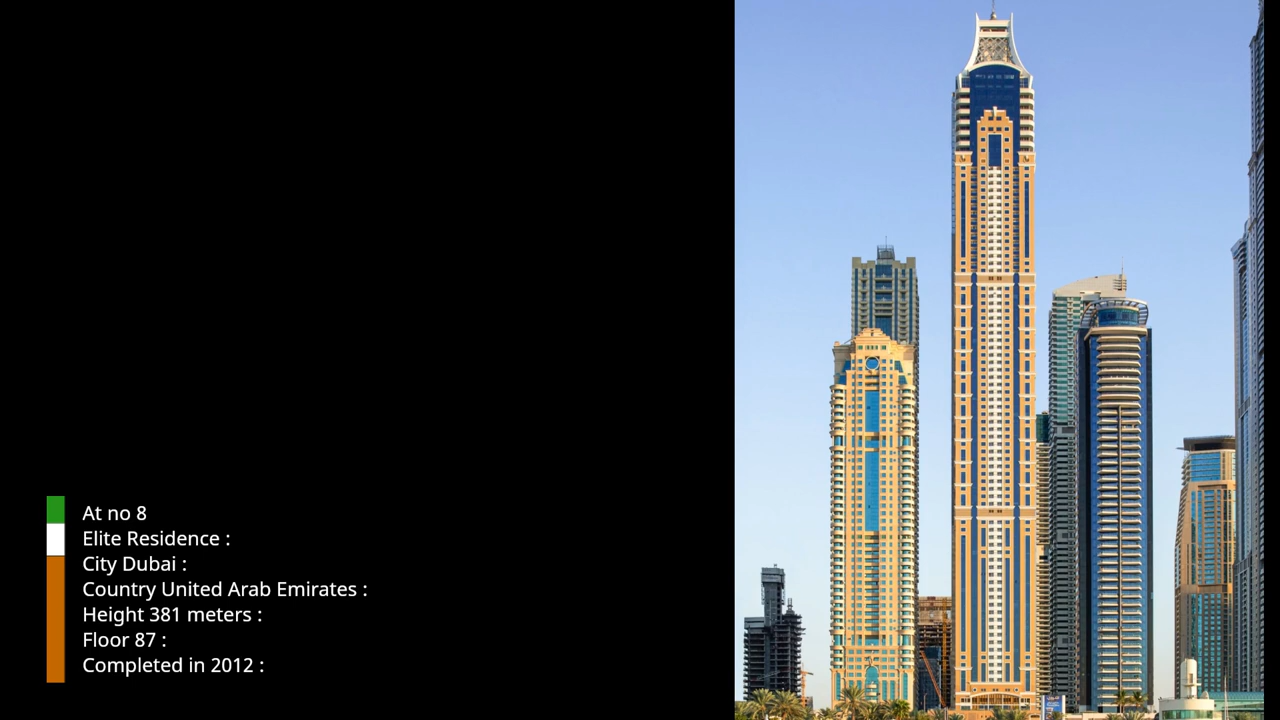 At no 8
Elite Residence :
City Dubai :
Country United Arab Emirates :
Height 381 meters :
Floor 87 :
Completed in 2012 :